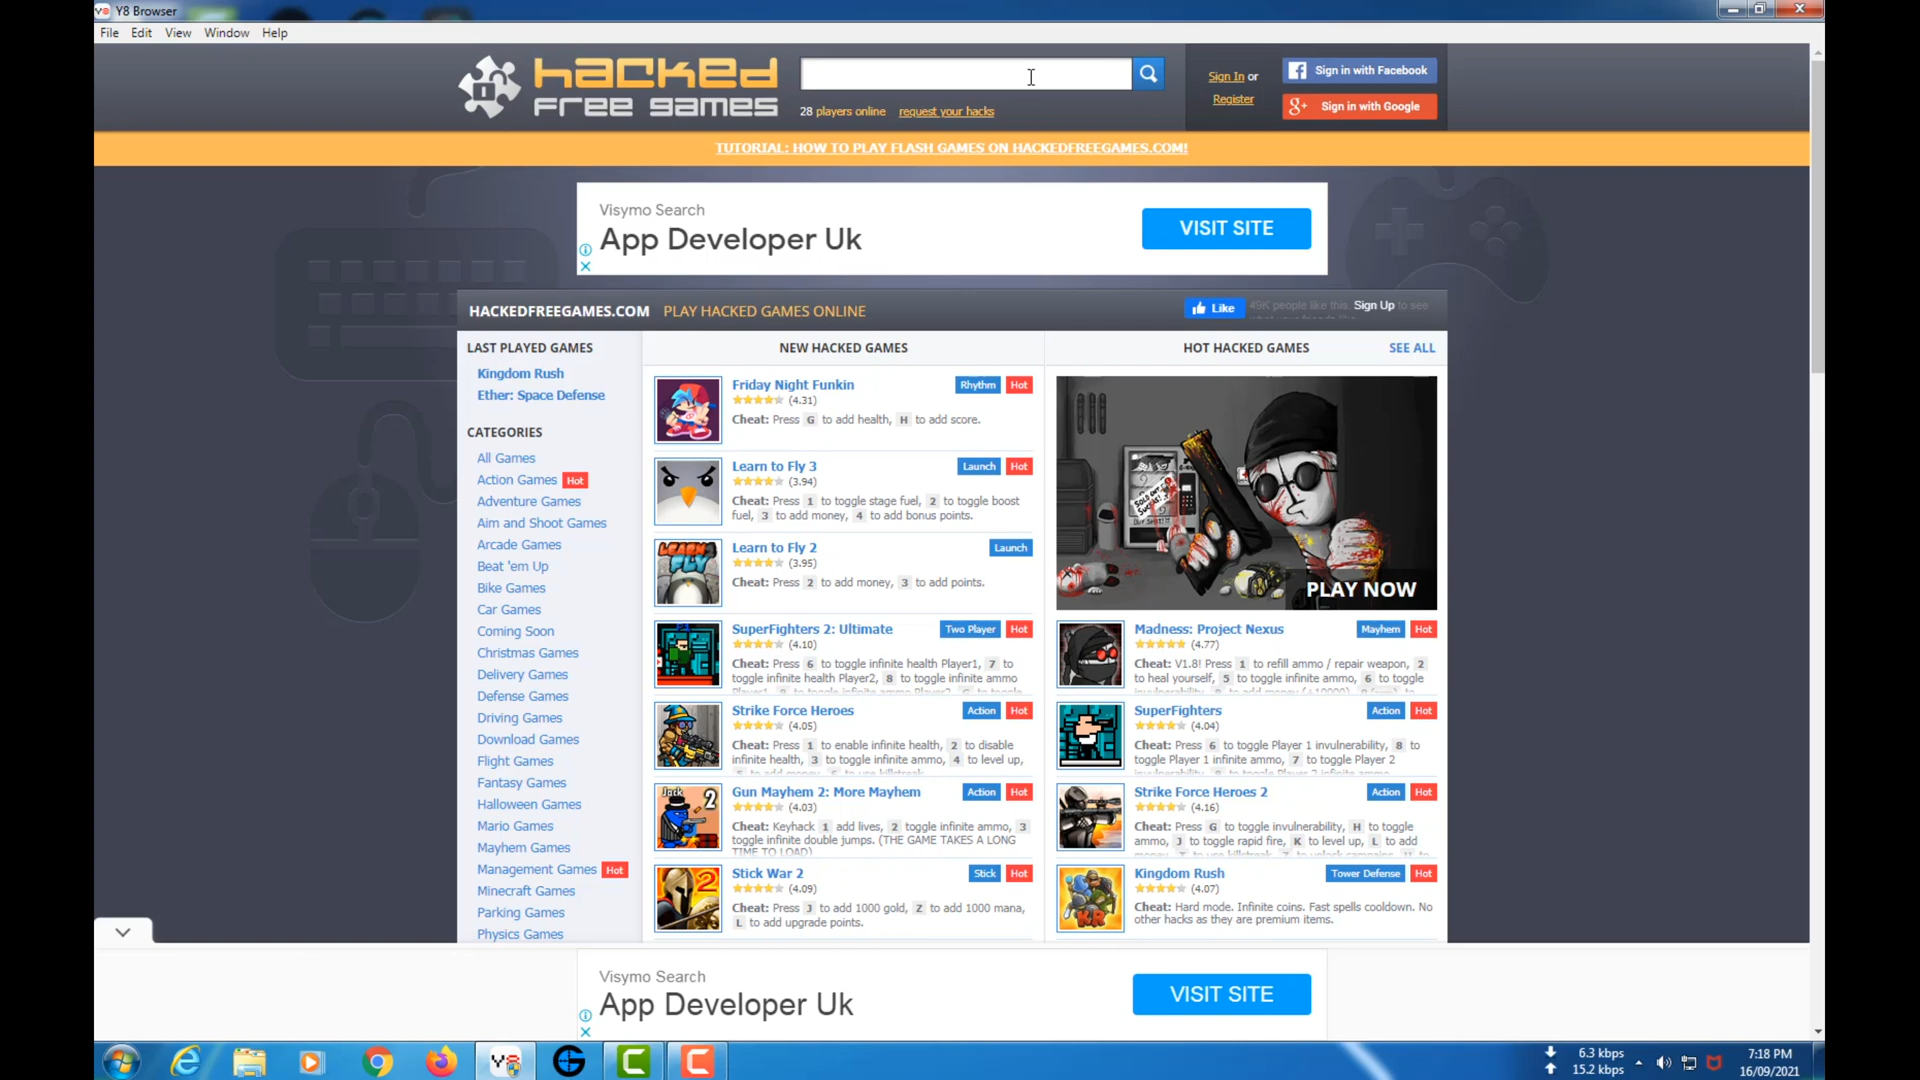 Y8 Browser
File Edit View Window Help
hacked
free games
28 players online request your hacks
Sign In or
Register
Sign in with Facebook
Sign in with Google
TUTORIAL: HOW TO PLAY FLASH GAMES ON HACKEDFREEGAMES.COM!
Visymo Search
App Developer Uk
VISIT SITE
HACKEDFREEGAMES.COM PLAY HACKED GAMES ONLINE
Like 49K people like this. Sign Up to see
LAST PLAYED GAMES
Kingdom Rush
Ether: Space Defense
CATEGORIES
All Games
Action Games Hot
Adventure Games
Aim and Shoot Games
Arcade Games
Beat 'em Up
Bike Games
Car Games
Coming Soon
Christmas Games
Delivery Games
Defense Games
Driving Games
Download Games
Flight Games
Fantasy Games
Halloween Games
Mario Games
Mayhem Games
Management Games Hot
Minecraft Games
Parking Games
Physics Games
NEW HACKED GAMES
Friday Night Funkin Rhythm Hot
(4.31)
Cheat: Press G to add health, H to add score.
Learn to Fly 3 Launch Hot
(3.94)
Cheat: Press 1 to toggle stage fuel, 2 to toggle boost
fuel, 3 to add money, 4 to add bonus points.
Learn to Fly 2 Launch
(3.95)
Cheat: Press 2 to add money, 3 to add points.
SuperFighters 2: Ultimate Two Player Hot
(4.10)
Cheat: Press 6 to toggle infinite health Player1, 7 to
toggle infinite health Player2, 8 to toggle infinite ammo
Strike Force Heroes Action Hot
(4.05)
Cheat: Press 1 to enable infinite health, 2 to disable
infinite health, 3 to toggle infinite ammo, 4 to level up,
Gun Mayhem 2: More Mayhem Action Hot
(4.03)
Cheat: Keyhack 1 add lives, 2 toggle infinite ammo, 3
toggle infinite double jumps. (THE GAME TAKES A LONG
TIME TO LOAD)
Stick War 2 Stick Hot
(4.09)
Cheat: Press J to add 1000 gold, Z to add 1000 mana,
L to add upgrade points.
HOT HACKED GAMES SEE ALL
PLAY NOW
Madness: Project Nexus Mayhem Hot
(4.77)
Cheat: V1.8! Press 1 to refill ammo / repair weapon, 2
to heal yourself, 5 to toggle infinite ammo, 6 to toggle
SuperFighters Action Hot
(4.04)
Cheat: Press 6 to toggle Player 1 invulnerability, 8 to
toggle Player 1 infinite ammo, 7 to toggle Player 2
Strike Force Heroes 2 Action Hot
(4.16)
Cheat: Press G to toggle invulnerability, H to toggle
ammo, J to toggle rapid fire, K to level up, L to add
Kingdom Rush Tower Defense Hot
(4.07)
Cheat: Hard mode. Infinite coins. Fast spells cooldown. No
other hacks as they are premium items.
Visymo Search
App Developer Uk
VISIT SITE
6.3 kbps
15.2 kbps
7:18 PM
16/09/2021